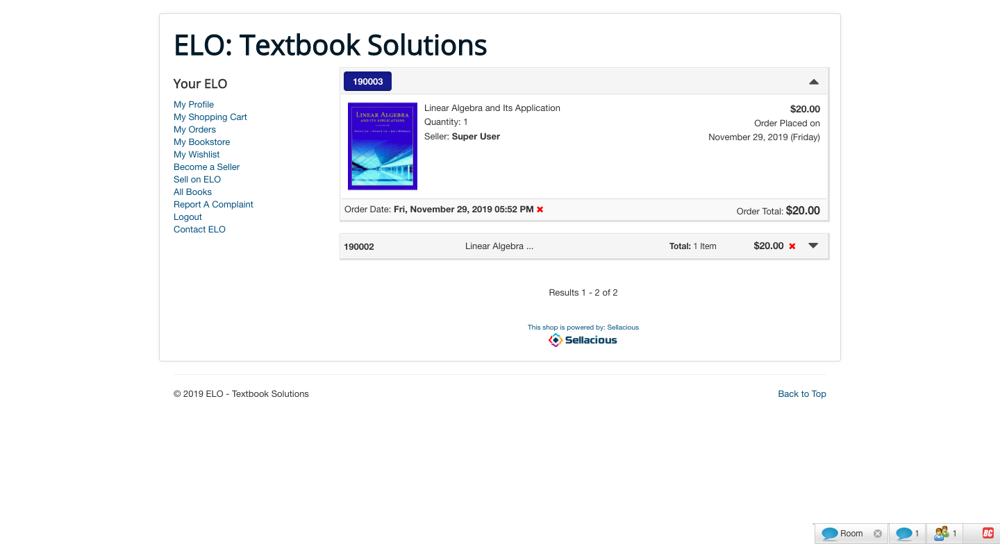 ELO: Textbook Solutions
Your ELO
My Profile
My Shopping Cart
My Orders
My Bookstore
My Wishlist
Become a Seller
Sell on ELO
All Books
Report A Complaint
Logout
Contact ELO
190003
LINEAR ALGEBRA
AND ITS APPLICATIONS
Linear Algebra and Its Application
Quantity: 1
Seller: Super User
$20.00
Order Placed on
November 29, 2019 (Friday)
Order Date: Fri, November 29, 2019 05:52 PM
Order Total: $20.00
190002 Linear Algebra ... Total: 1 Item $20.00
Results 1 - 2 of 2
This shop is powered by: Sellacious
Sellacious
© 2019 ELO - Textbook Solutions
Back to Top
Room 1 1 BC